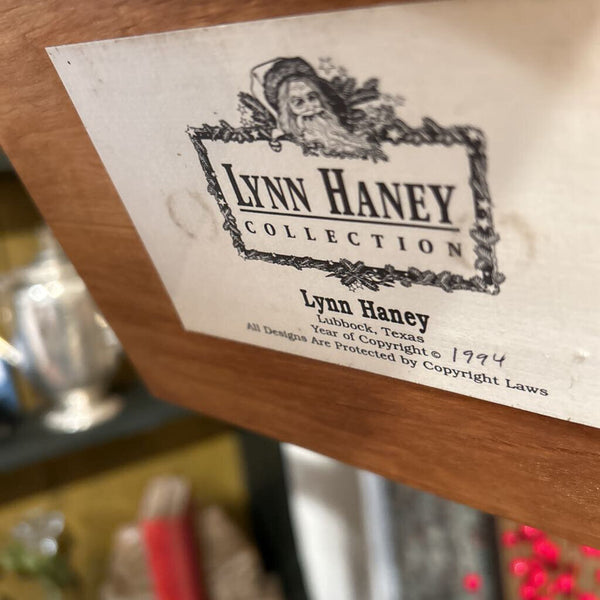 LYNN HANEY
COLLECTION
Lynn Haney
Lubbock, Texas
Year of Copyright © 1994
All Designs Are Protected by Copyright Laws